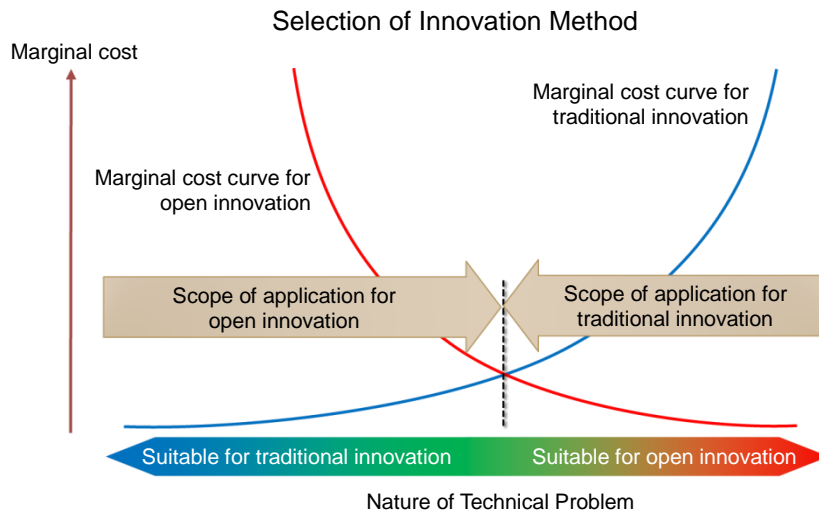 Selection of Innovation Method
Marginal cost
Marginal cost curve for
traditional innovation
Marginal cost curve for
open innovation
Scope of application for
open innovation
Scope of application for
traditional innovation
Suitable for traditional innovation
Suitable for open innovation
Nature of Technical Problem